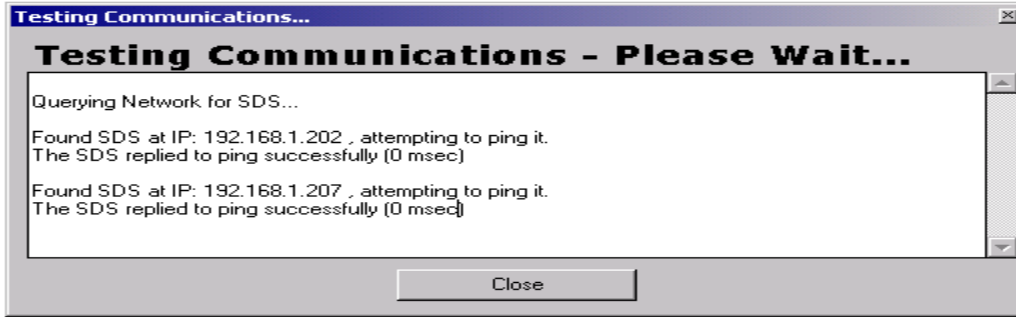 Testing Communications...
Testing Communications - Please Wait...
Querying Network for SDS...
Found SDS at IP: 192.168.1.202 , attempting to ping it.
The SDS replied to ping successfully (0 msec)
Found SDS at IP: 192.168.1.207 , attempting to ping it.
The SDS replied to ping successfully (0 msec)
Close